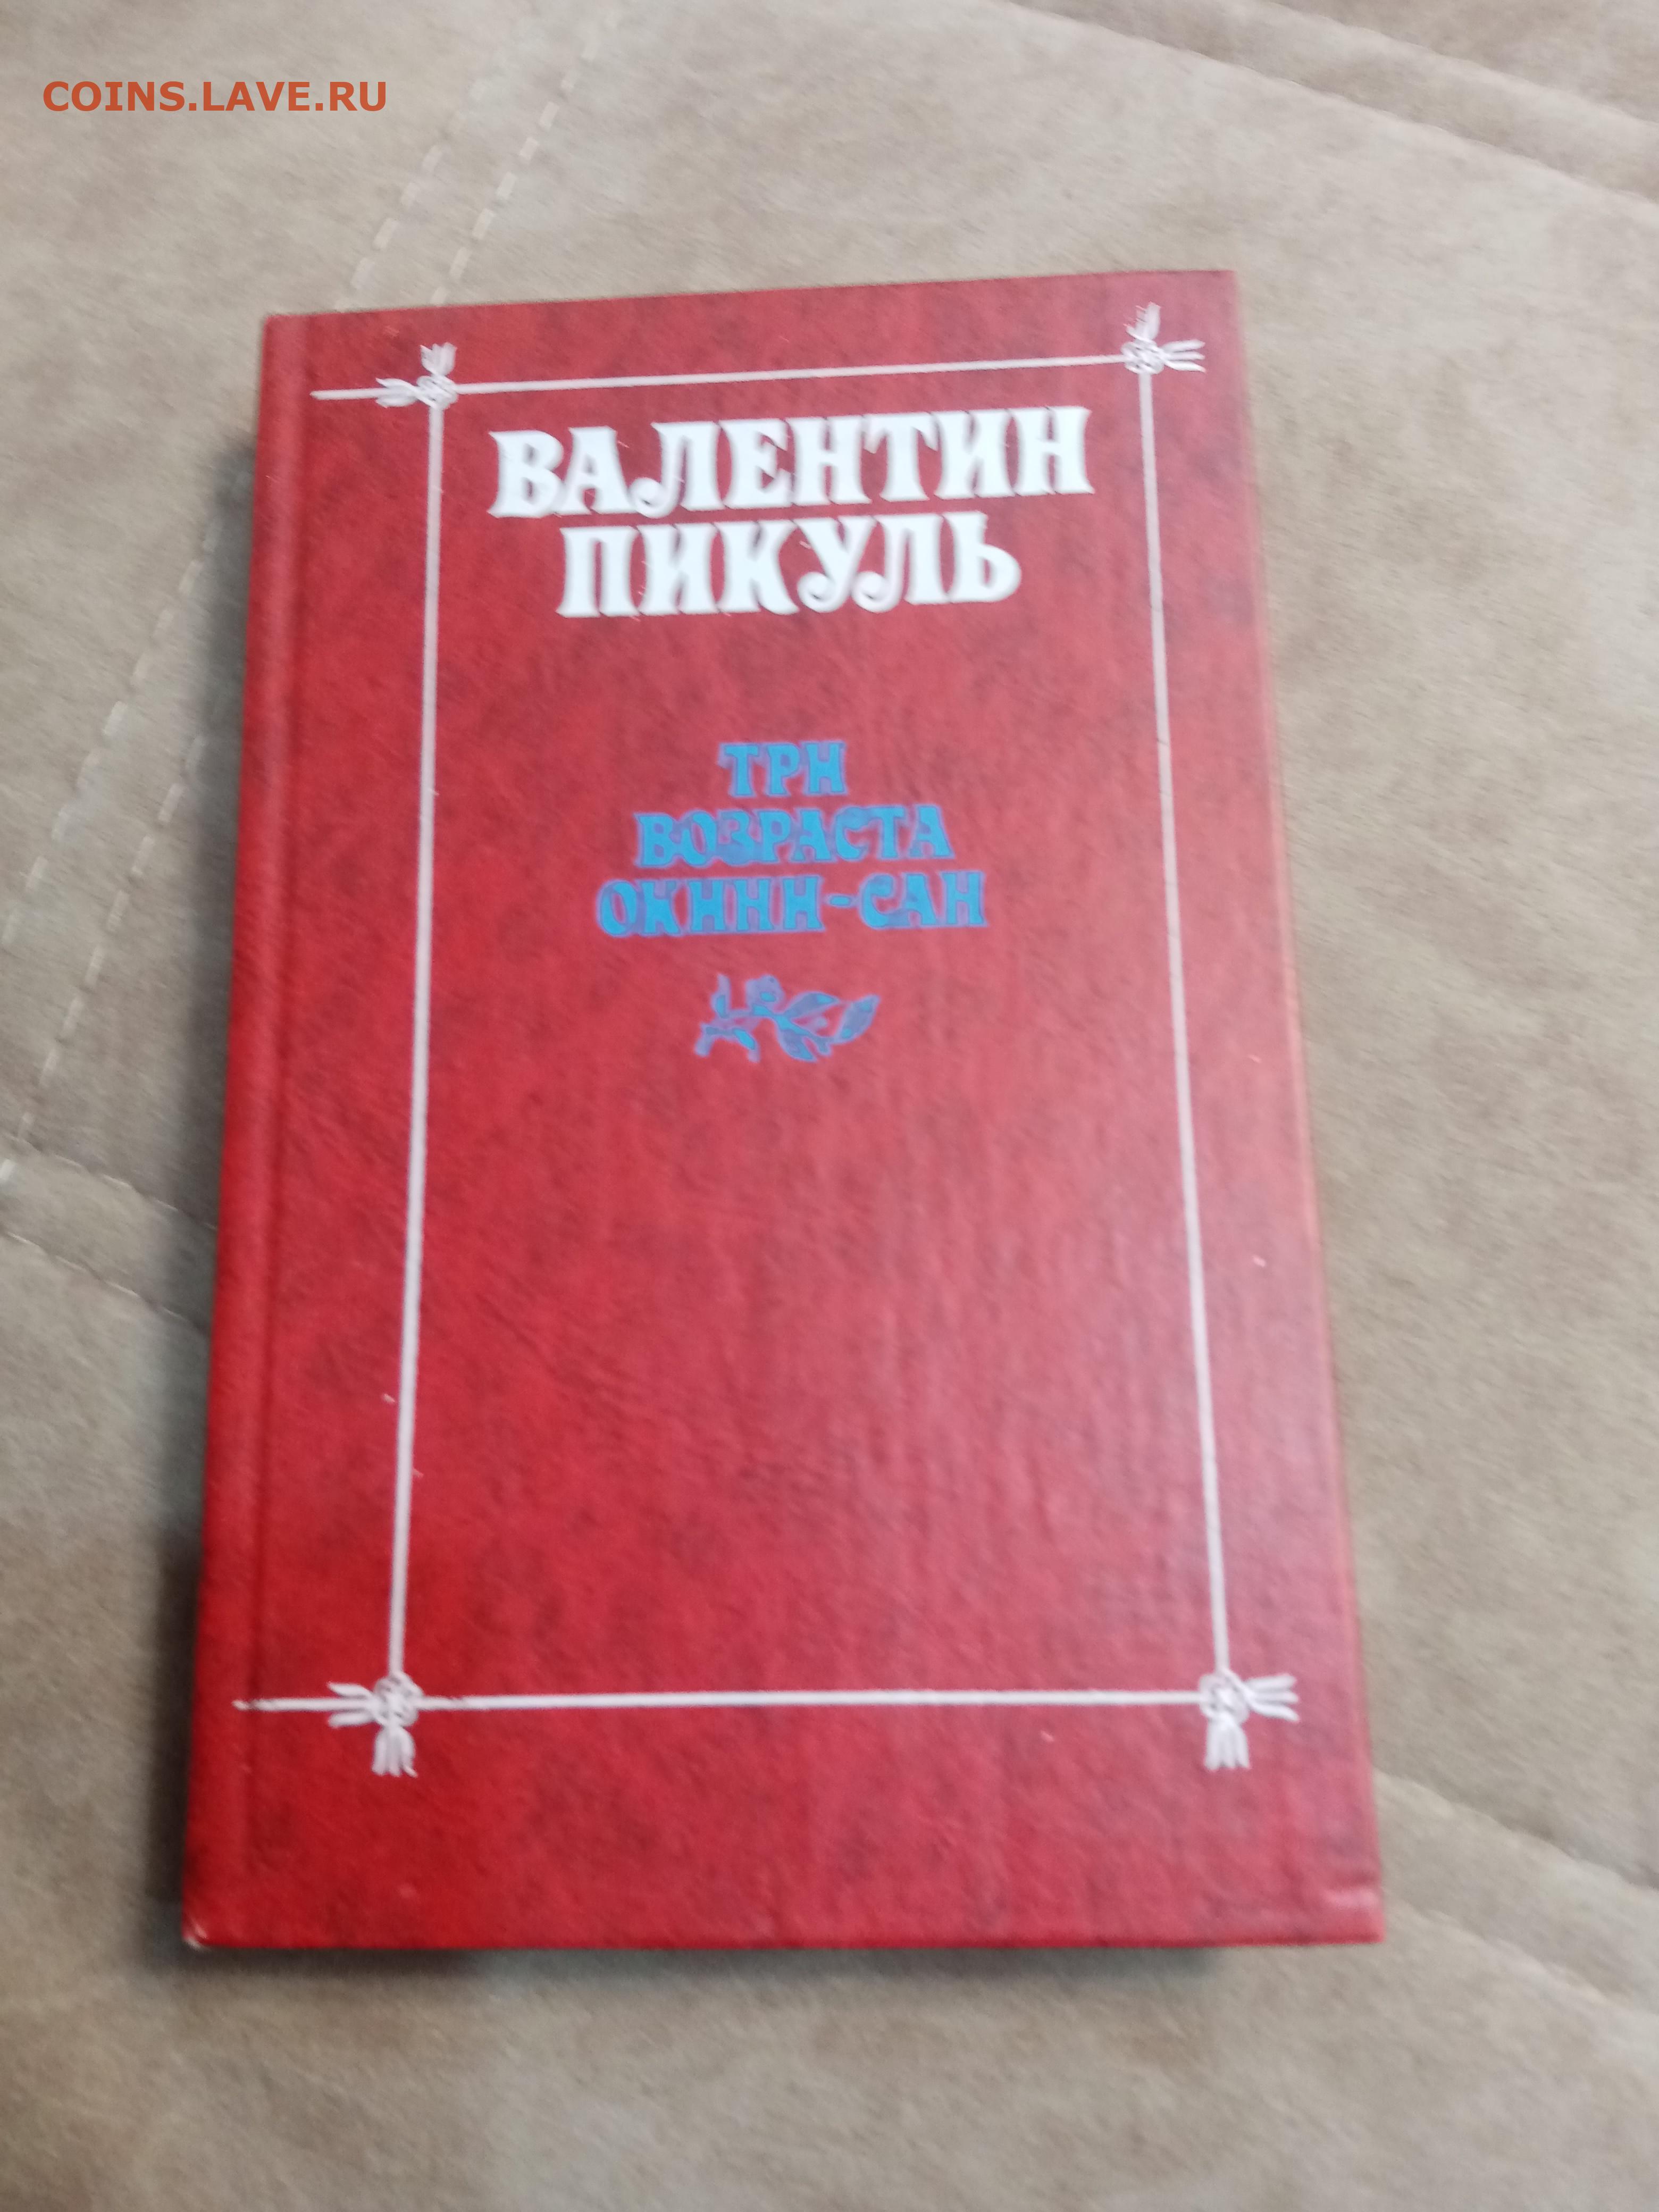 COINS.LAVE.RU
ВАЛЕНТИН
ПИКУЛЬ
ТРИ
ВОЗРАСТА
ОКИНИ-САН